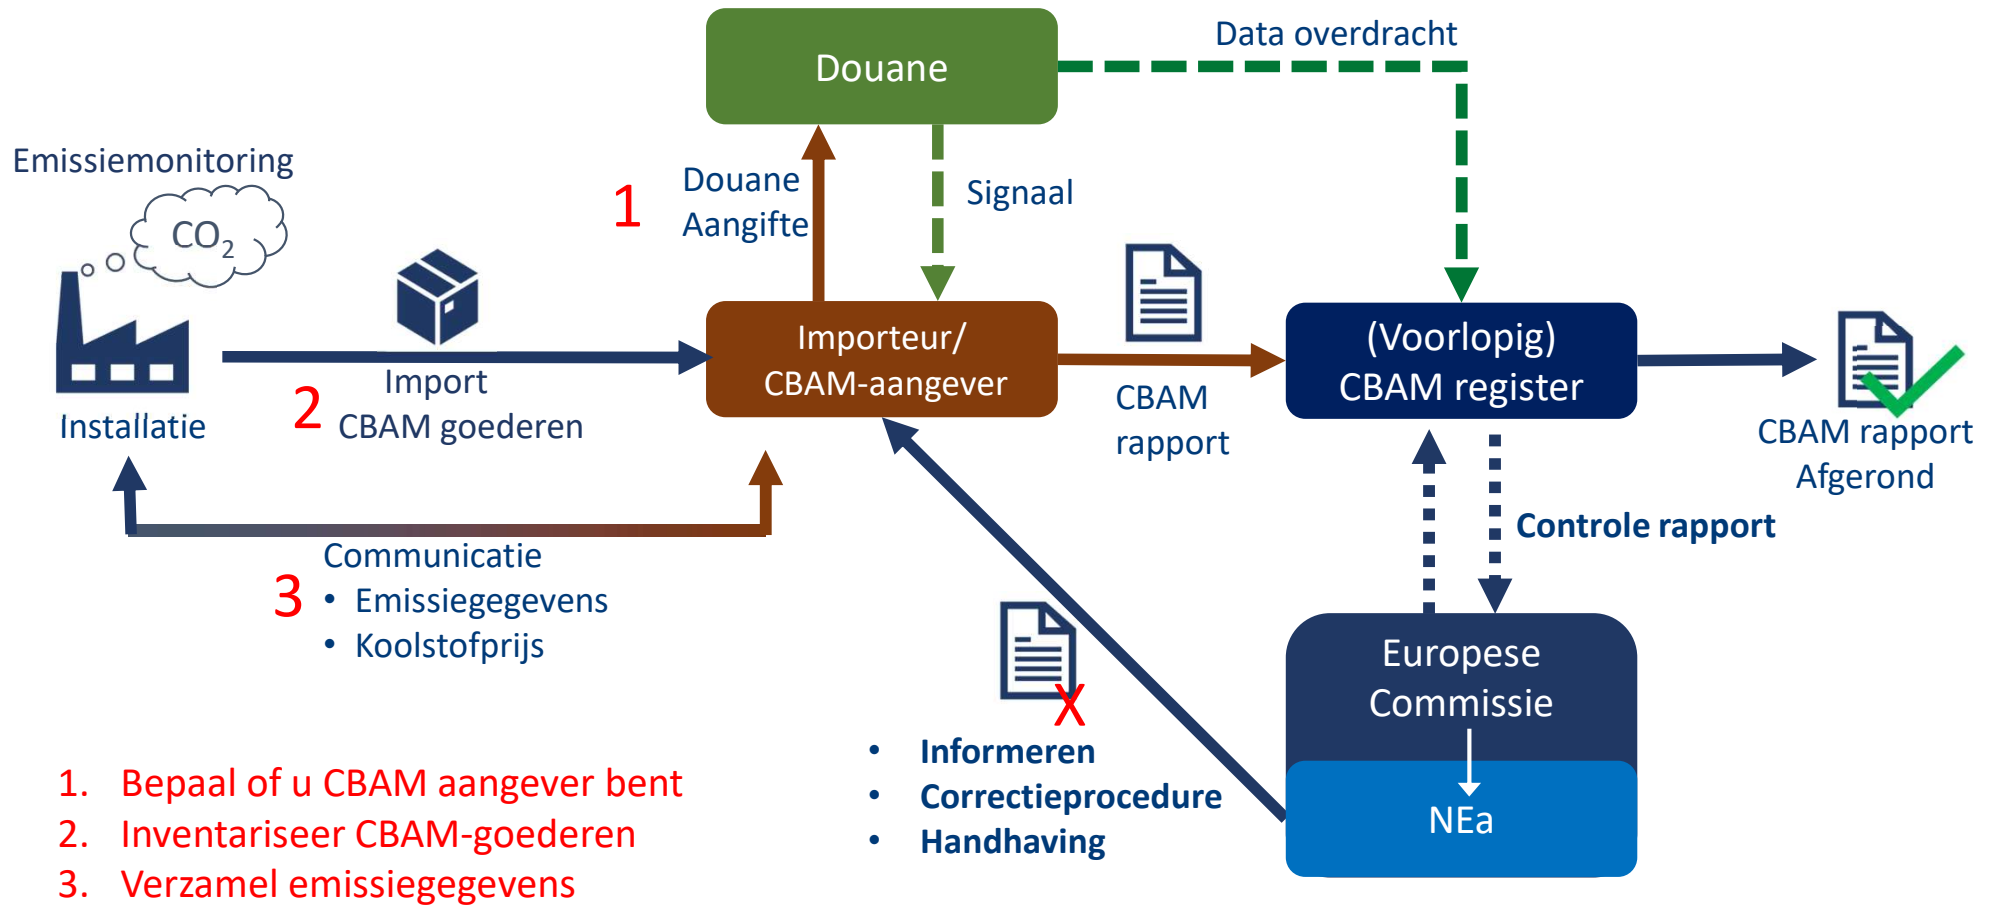 Data overdracht
Douane
Emissiemonitoring
CO2
1
Douane
Aangifte
Signaal
Importeur/
CBAM-aangever
(Voorlopig)
CBAM register
Import
CBAM goederen
2
Installatie
CBAM
rapport
CBAM rapport
Afgerond
Controle rapport
Communicatie
3
• Emissiegegevens
• Koolstofprijs
X
Europese
Commissie
NEa
• Informeren
• Correctieprocedure
• Handhaving
1. Bepaal of u CBAM aangever bent
2. Inventariseer CBAM-goederen
3. Verzamel emissiegegevens